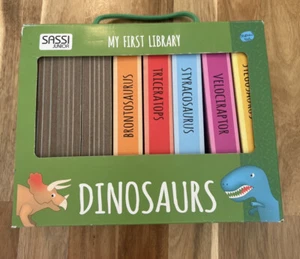 SASSI
JUNIOR
MY FIRST LIBRARY
BRONTOSAURUS
TRICERATOPS
STYRACOSAURUS
VELOCIRAPTOR
DINOSAURS